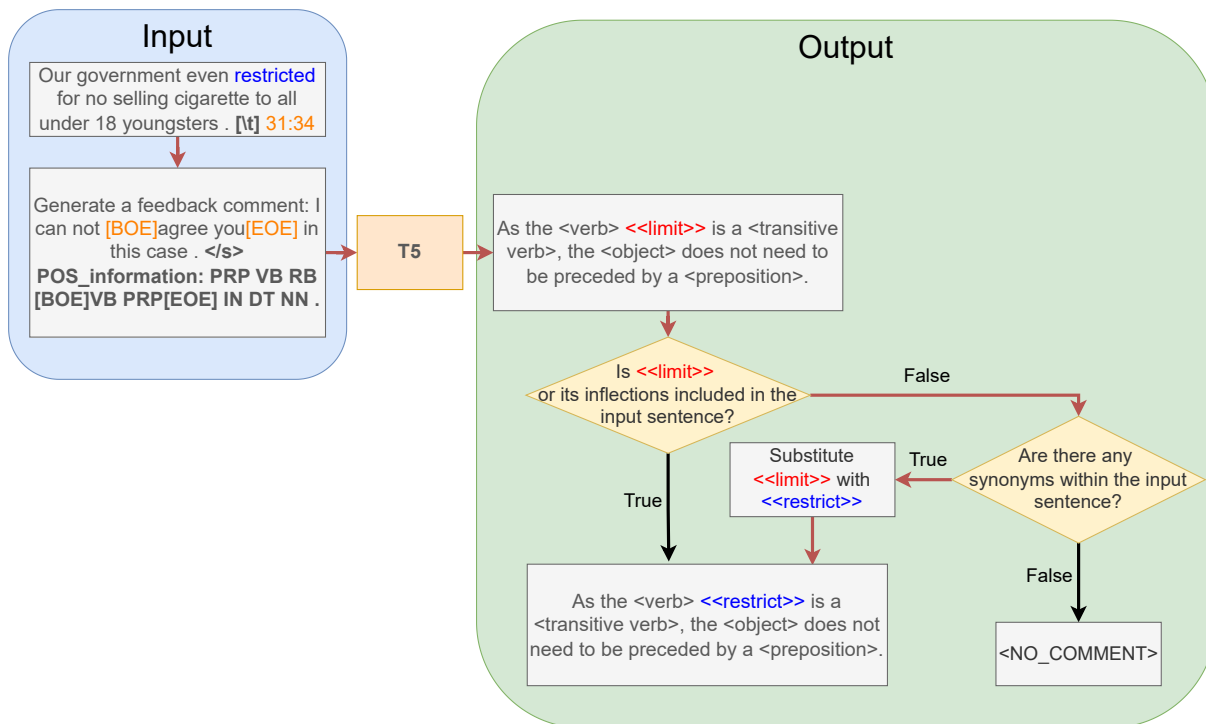 Input
Our government even restricted
for no selling cigarette to all
under 18 youngsters . [\t] 31:34
Generate a feedback comment: I
can not [BOE]agree you[EOE] in
this case . </s>
POS_information: PRP VB RB
[BOE]VB PRP[EOE] IN DT NN .
T5
Output
As the <verb> <<limit>> is a <transitive
verb>, the <object> does not need to
be preceded by a <preposition>.
Is <<limit>>
or its inflections included in the
input sentence?
False
True
Substitute
<<limit>> with
<<restrict>>
True
Are there any
synonyms within the input
sentence?
False
As the <verb> <<restrict>> is a
<transitive verb>, the <object> does not
need to be preceded by a <preposition>.
<NO_COMMENT>